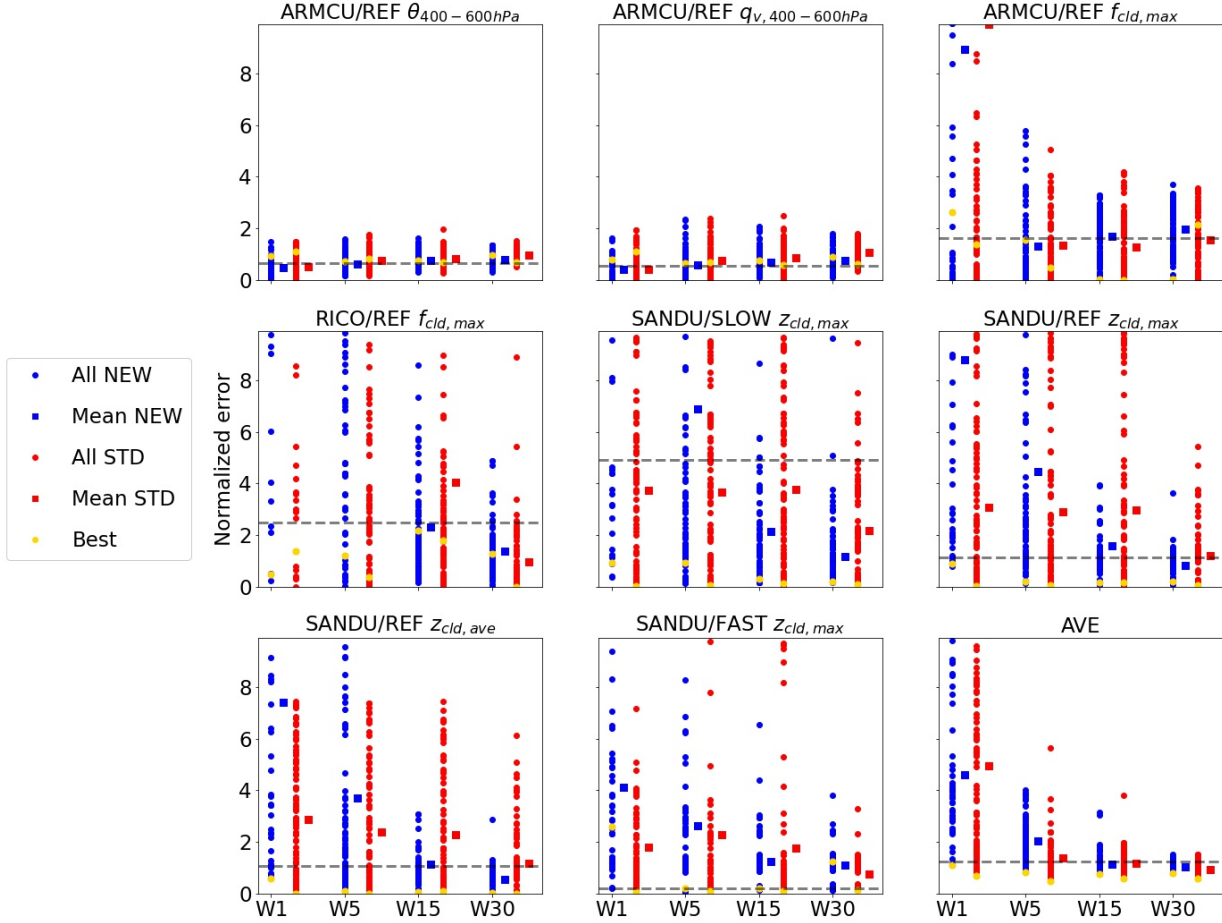 ARMCU/REF θ400−600hPa
ARMCU/REF qv, 400−600hPa
ARMCU/REF fcld, max
8
6
4
2
0
RICO/REF fcld, max
SANDU/SLOW zcld, max
SANDU/REF zcld, max
All NEW
Mean NEW
All STD
Mean STD
Best
Normalized error
8
6
4
2
0
SANDU/REF zcld, ave
SANDU/FAST zcld, max
AVE
8
6
4
2
0
W1 W5 W15 W30
W1 W5 W15 W30
W1 W5 W15 W30